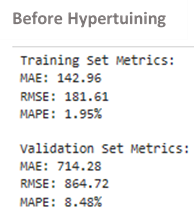 Before Hypertuining
Training Set Metrics:
MAE: 142.96
RMSE: 181.61
MAPE: 1.95%
Validation Set Metrics:
MAE: 714.28
RMSE: 864.72
MAPE: 8.48%